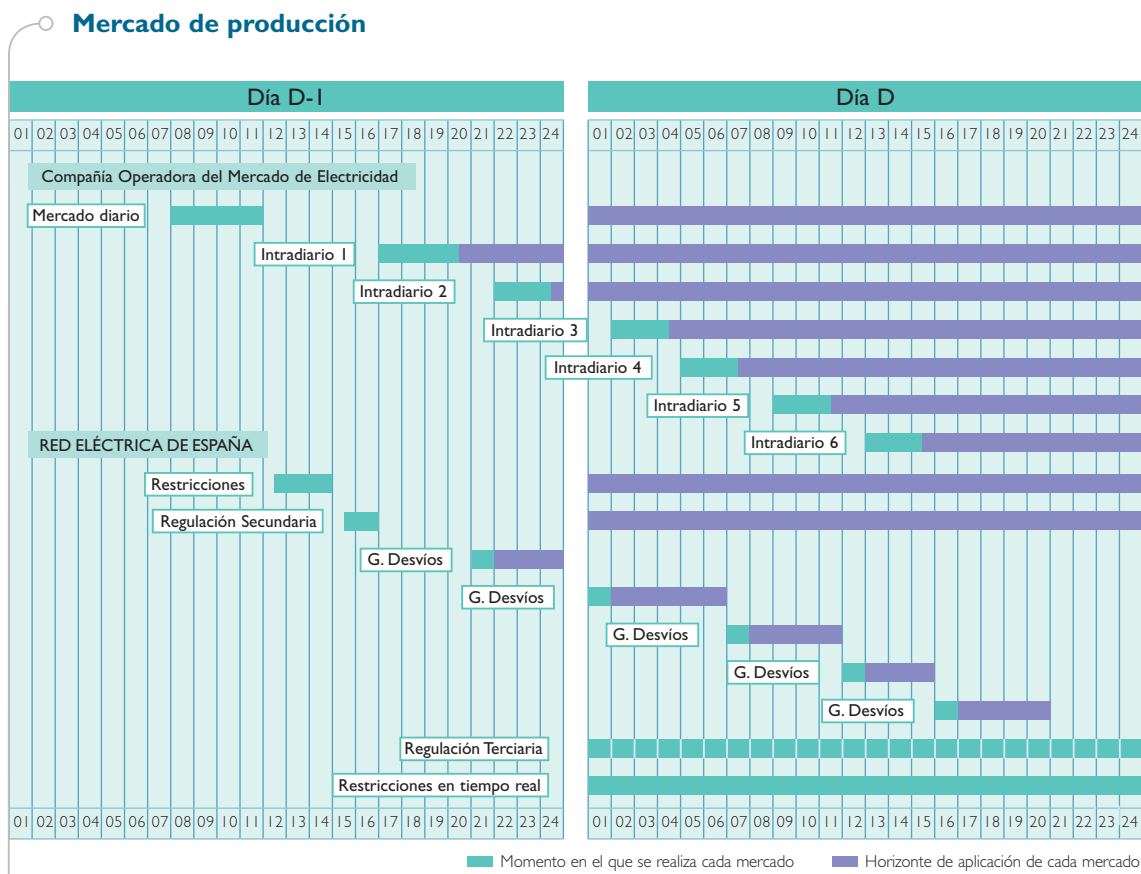 Mercado de producción
Día D-1 Día D
01 02 03 04 05 06 07 08 09 10 11 12 13 14 15 16 17 18 19 20 21 22 23 24 01 02 03 04 05 06 07 08 09 10 11 12 13 14 15 16 17 18 19 20 21 22 23 24
Compañía Operadora del Mercado de Electricidad
Mercado diario
Intradiario 1
Intradiario 2
Intradiario 3
Intradiario 4
Intradiario 5
Intradiario 6
RED ELÉCTRICA DE ESPAÑA
Restricciones
Regulación Secundaria
G. Desvíos
G. Desvíos
G. Desvíos
G. Desvíos
G. Desvíos
Regulación Terciaria
Restricciones en tiempo real
01 02 03 04 05 06 07 08 09 10 11 12 13 14 15 16 17 18 19 20 21 22 23 24 01 02 03 04 05 06 07 08 09 10 11 12 13 14 15 16 17 18 19 20 21 22 23 24
Momento en el que se realiza cada mercado Horizonte de aplicación de cada mercado